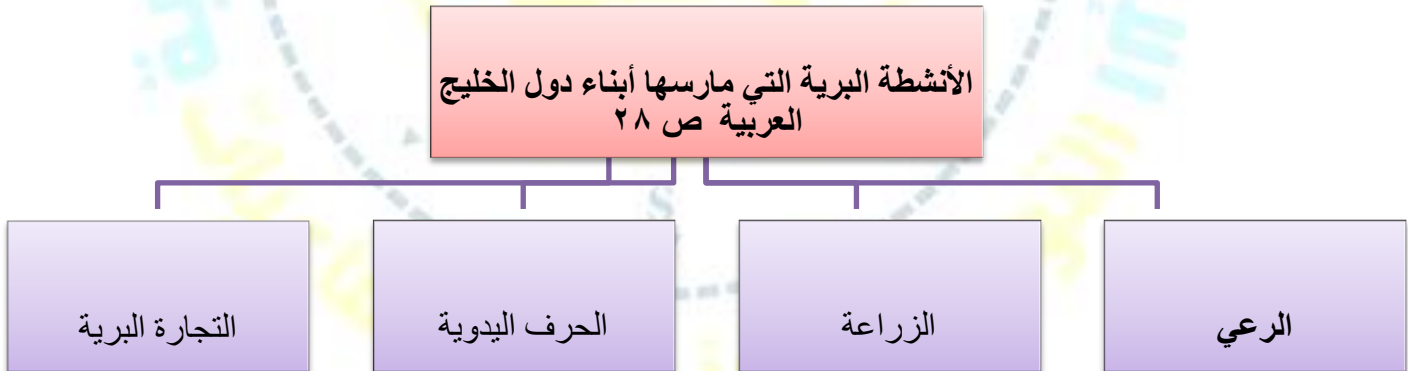 الأنشطة البرية التي مارسها أبناء دول الخليج
العربية ص ٢٨
الرعي
الزراعة
الحرف اليدوية
التجارة البرية